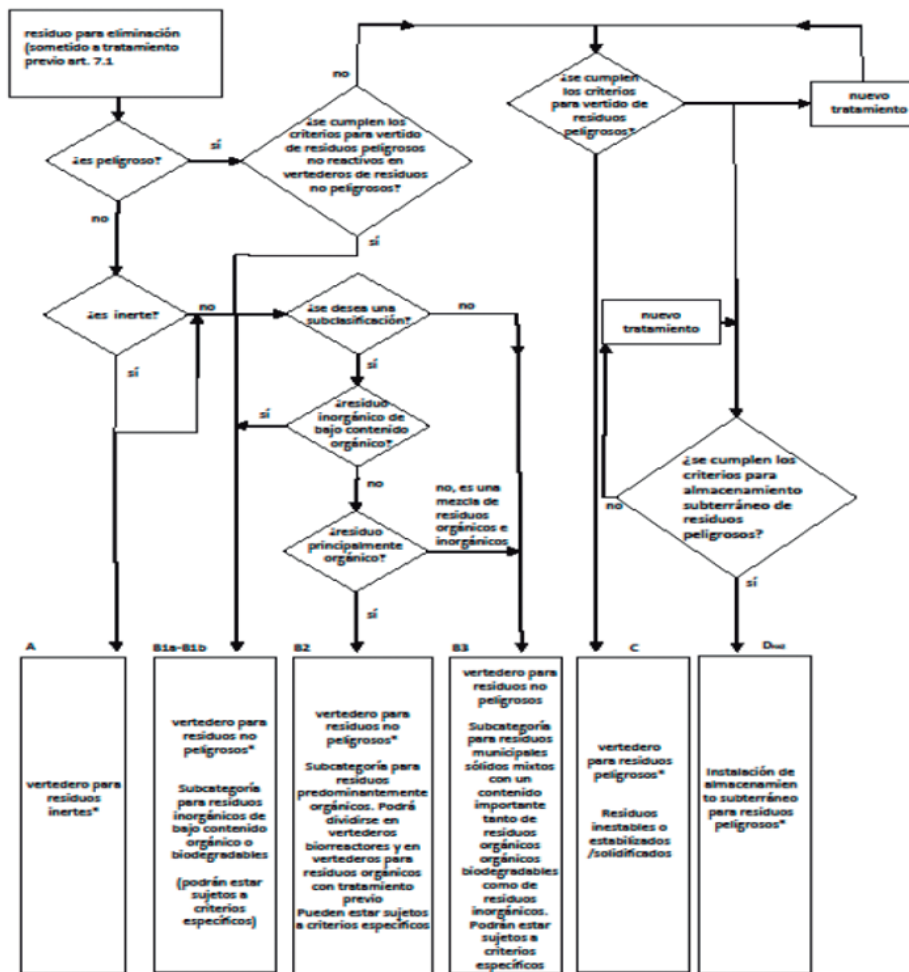 residuo para eliminación
(sometido a tratamiento
previo art. 7.1
no
¿se cumplen los
criterios para vertido
de residuos peligrosos
no reactivos en
vertederos de residuos
no peligrosos?
¿se cumplen
los criterios
para vertido de
residuos
peligrosos?
nuevo
tratamiento
¿es peligroso?
sí
no
sí
¿es inerte?
no
¿se desea una
subclasificación?
no
nuevo
tratamiento
sí
sí
sí
¿residuo
inorgánico de
bajo contenido
orgánico?
no
no, es una
mezcla de
residuos
orgánicos e
inorgánicos
¿se cumplen los
criterios para
almacenamiento
subterráneo de
residuos
peligrosos?
no
¿residuo
principalmente
orgánico?
sí
sí
A
vertedero para
residuos
inertes*
B1a-B1b
vertedero para
residuos no
peligrosos*
Subcategoría
para residuos
inorgánicos de
bajo contenido
orgánico o
biodegradables
(podrán estar
sujetos a
criterios
específicos)
B2
vertedero para
residuos no
peligrosos*
Subcategoría para
residuos
predominantemente
orgánicos. Podrá
dividirse en
vertederos
biorreactores y en
vertederos para
residuos orgánicos
con tratamiento
previo
Pueden estar sujetos
a criterios específicos
B3
vertedero para
residuos no
peligrosos
Subcategoría
para residuos
municipales
sólidos mixtos
con un
contenido
importante
tanto de
residuos
orgánicos
orgánicos
biodegradables
como de
residuos
inorgánicos.
Podrán estar
sujetos a
criterios
específicos
C
vertedero
para residuos
peligrosos*
Residuos
inestables o
estabilizados
/solidificados
D
Instalación de
almacenamien
to subterráneo
para residuos
peligrosos*